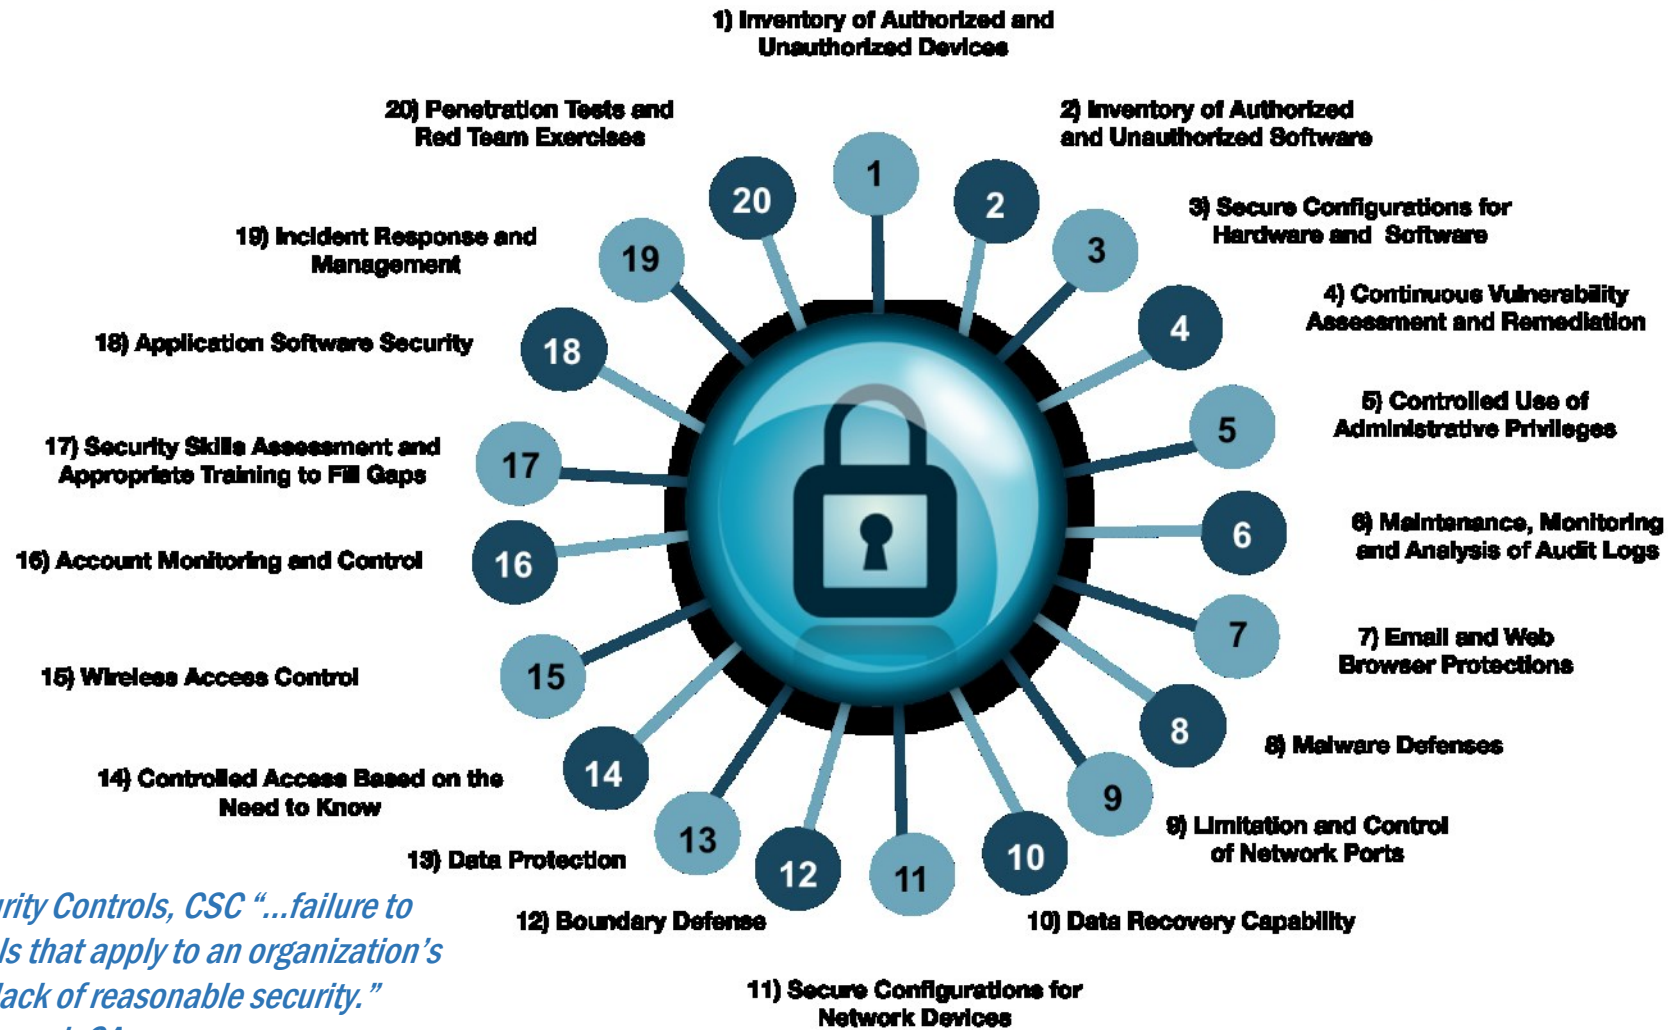 1) Inventory of Authorized and
Unauthorized Devices
20) Penetration Tests and
Red Team Exercises
2) Inventory of Authorized
and Unauthorized Software
3) Secure Configurations for
Hardware and Software
19) Incident Response and
Management
4) Continuous Vulnerability
Assessment and Remediation
18) Application Software Security
5) Controlled Use of
Administrative Privileges
17) Security Skills Assessment and
Appropriate Training to Fill Gaps
6) Maintenance, Monitoring
and Analysis of Audit Logs
16) Account Monitoring and Control
7) Email and Web
Browser Protections
15) Wireless Access Control
8) Malware Defenses
14) Controlled Access Based on the
Need to Know
9) Limitation and Control
of Network Ports
13) Data Protection
10) Data Recovery Capability
12) Boundary Defense
11) Secure Configurations for
Network Devices
1
2
3
4
5
6
7
8
9
10
11
12
13
14
15
16
17
18
19
20
urity Controls, CSC “...failure to
ls that apply to an organization’s
lack of reasonable security.”